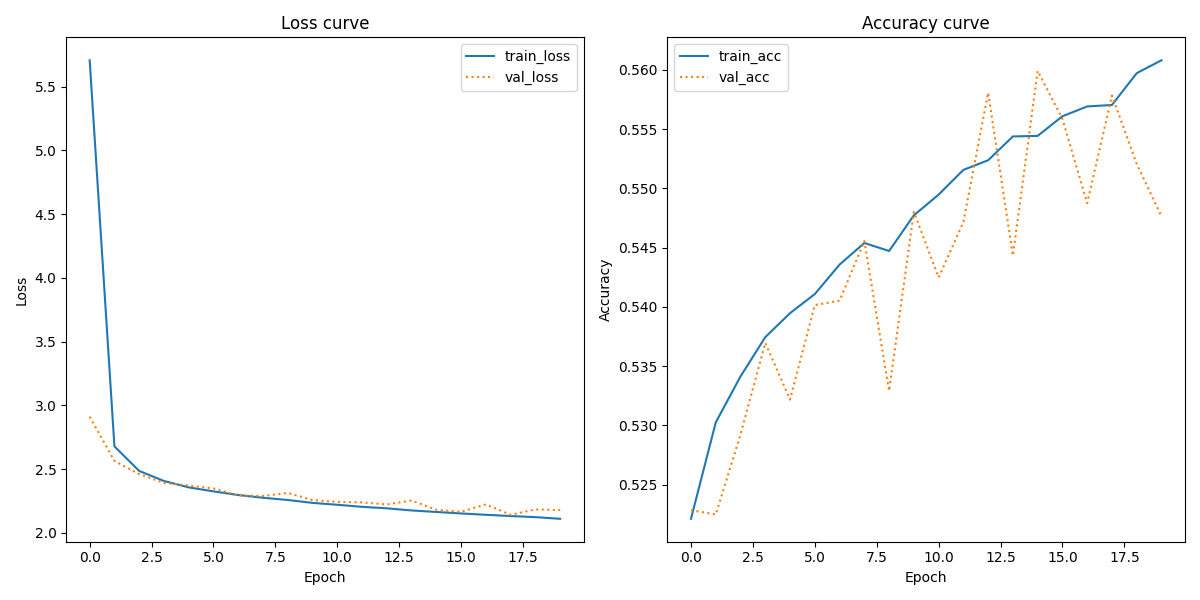 Loss curve
train_loss
val_loss
5.5
5.0
4.5
4.0
3.5
3.0
2.5
2.0
Loss
0.0 2.5 5.0 7.5 10.0 12.5 15.0 17.5
Epoch
Accuracy curve
train_acc
val_acc
0.560
0.555
0.550
0.545
0.540
0.535
0.530
0.525
Accuracy
0.0 2.5 5.0 7.5 10.0 12.5 15.0 17.5
Epoch